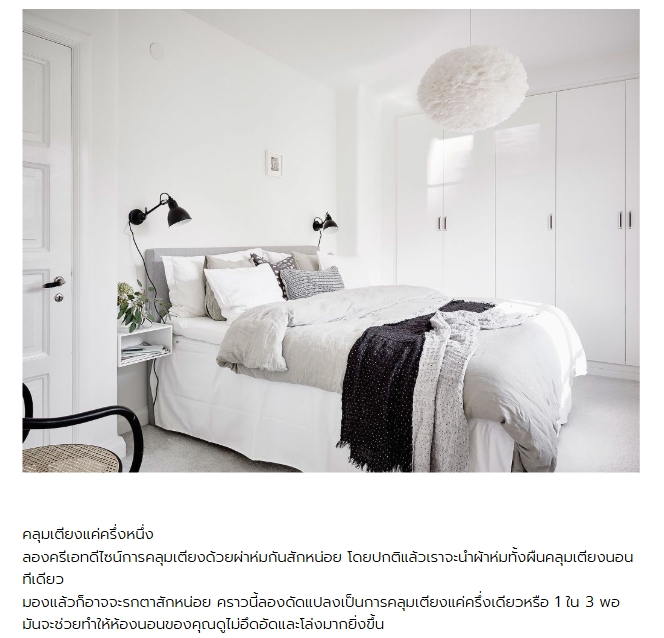 คลุมเตียงแค่ครึ่งหนึ่ง
ลองครีเอทดีไซน์การคลุมเตียงด้วยผ่าห่มกันสักหน่อย โดยปกติแล้วเราจะนำผ้าห่มทั้งผืนคลุมเตียงนอน
ทีเดียว
มองแล้วก็อาจจะรกตาสักหน่อย คราวนี้ลองดัดแปลงเป็นการคลุมเตียงแค่ครึ่งเดียวหรือ 1 ใน 3 พอ
มันจะช่วยทำให้ห้องนอนของคุณดูไม่อึดอัดและโล่งมากยิ่งขึ้น